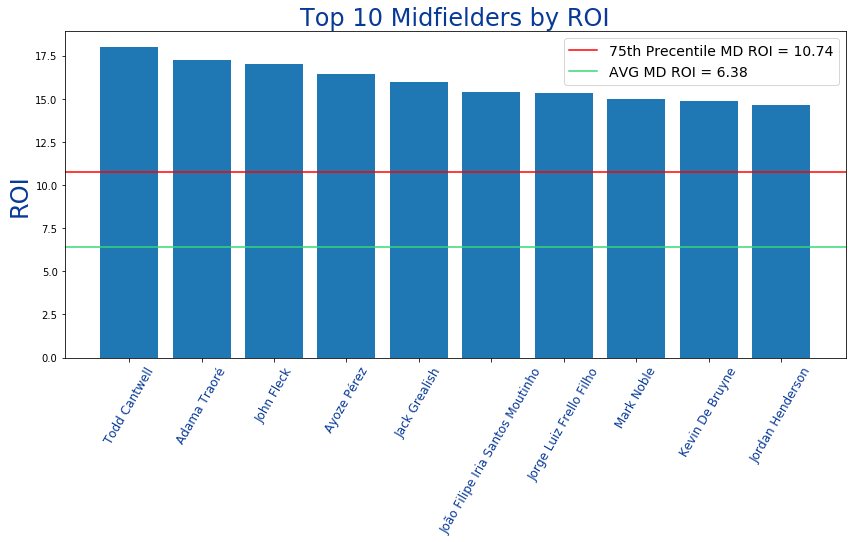 Top 10 Midfielders by ROI
75th Precentile MD ROI = 10.74
AVG MD ROI = 6.38
ROI
17.5
15.0
12.5
10.0
7.5
5.0
2.5
0.0
Todd Cantwell
Adama Traoré
John Fleck
Ayoze Pérez
Jack Grealish
João Filipe Iria Santos Moutinho
Jorge Luiz Frello Filho
Mark Noble
Kevin De Bruyne
Jordan Henderson